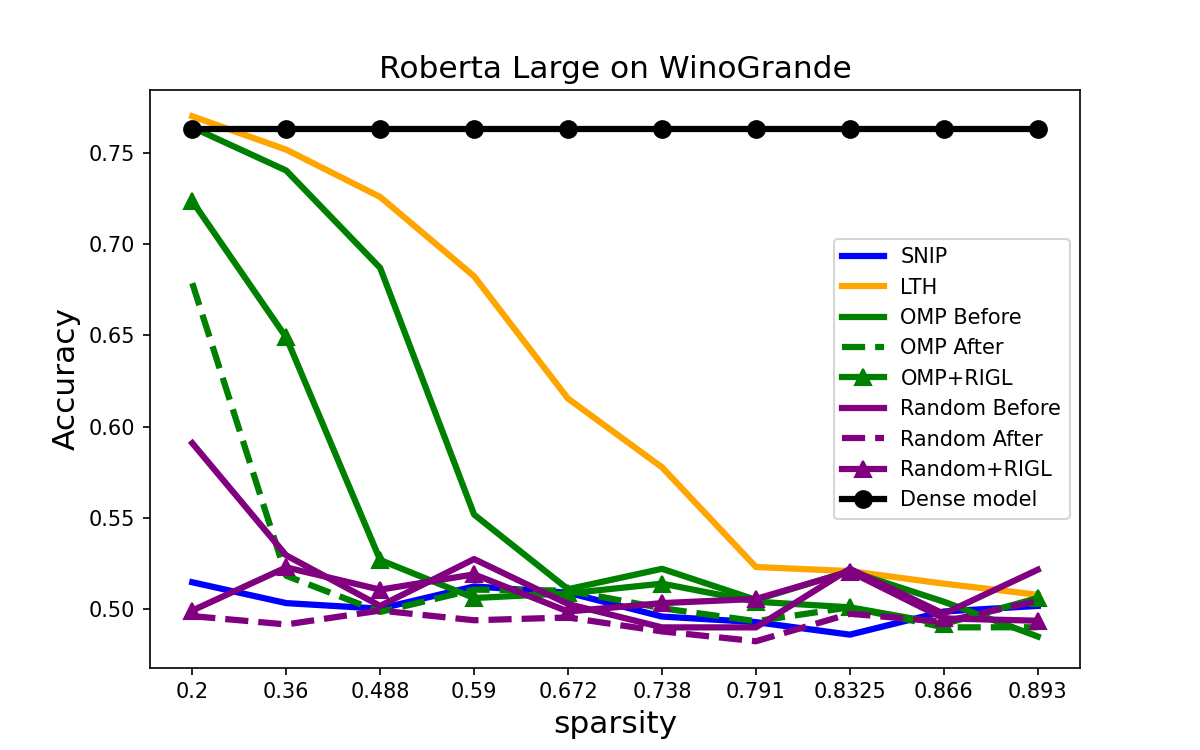 Roberta Large on WinoGrande
Accuracy
0.75
0.70
0.65
0.60
0.55
0.50
SNIP
LTH
OMP Before
OMP After
OMP+RIGL
Random Before
Random After
Random+RIGL
Dense model
0.2 0.36 0.488 0.59 0.672 0.738 0.791 0.8325 0.866 0.893
sparsity